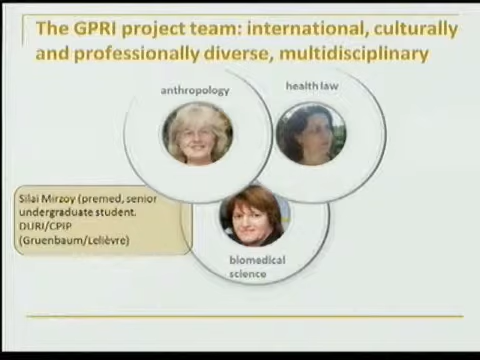 The GPRI project team: international, culturally
and professionally diverse, multidisciplinary
anthropology
health law
Silai Mirzoy (premed, senior
undergraduate student.
DURI/CPIP
(Gruenbaum/Lelièvre)
biomedical
science